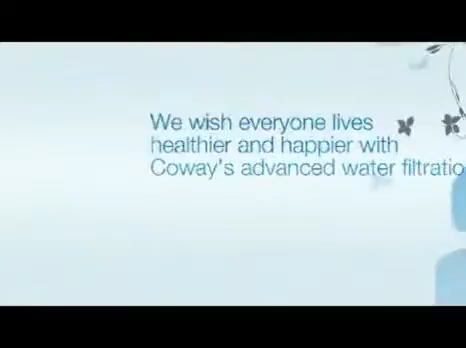 We wish everyone lives
healthier and happier with
Coway's advanced water filtratio